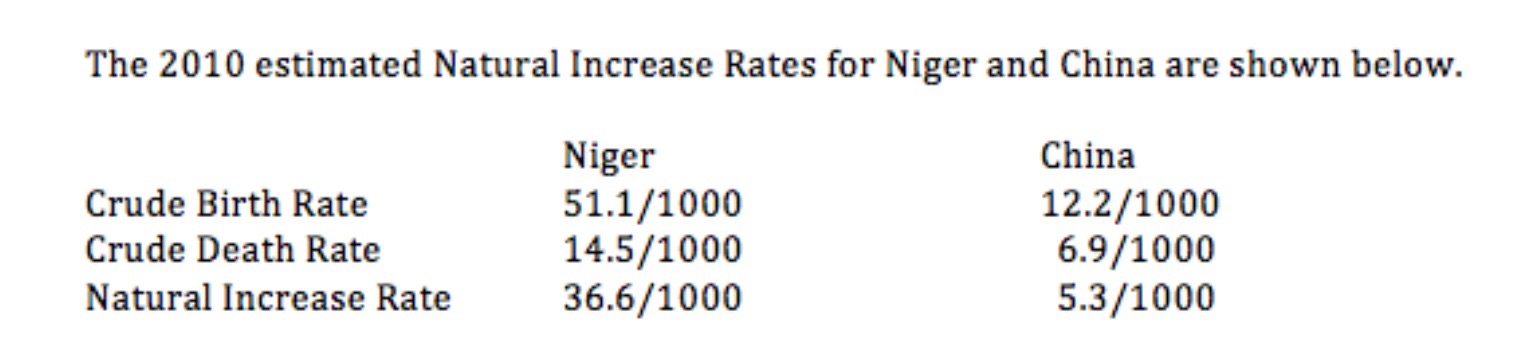 The 2010 estimated Natural Increase Rates for Niger and China are shown below.
Niger China
Crude Birth Rate 51.1/1000 12.2/1000
Crude Death Rate 14.5/1000 6.9/1000
Natural Increase Rate 36.6/1000 5.3/1000